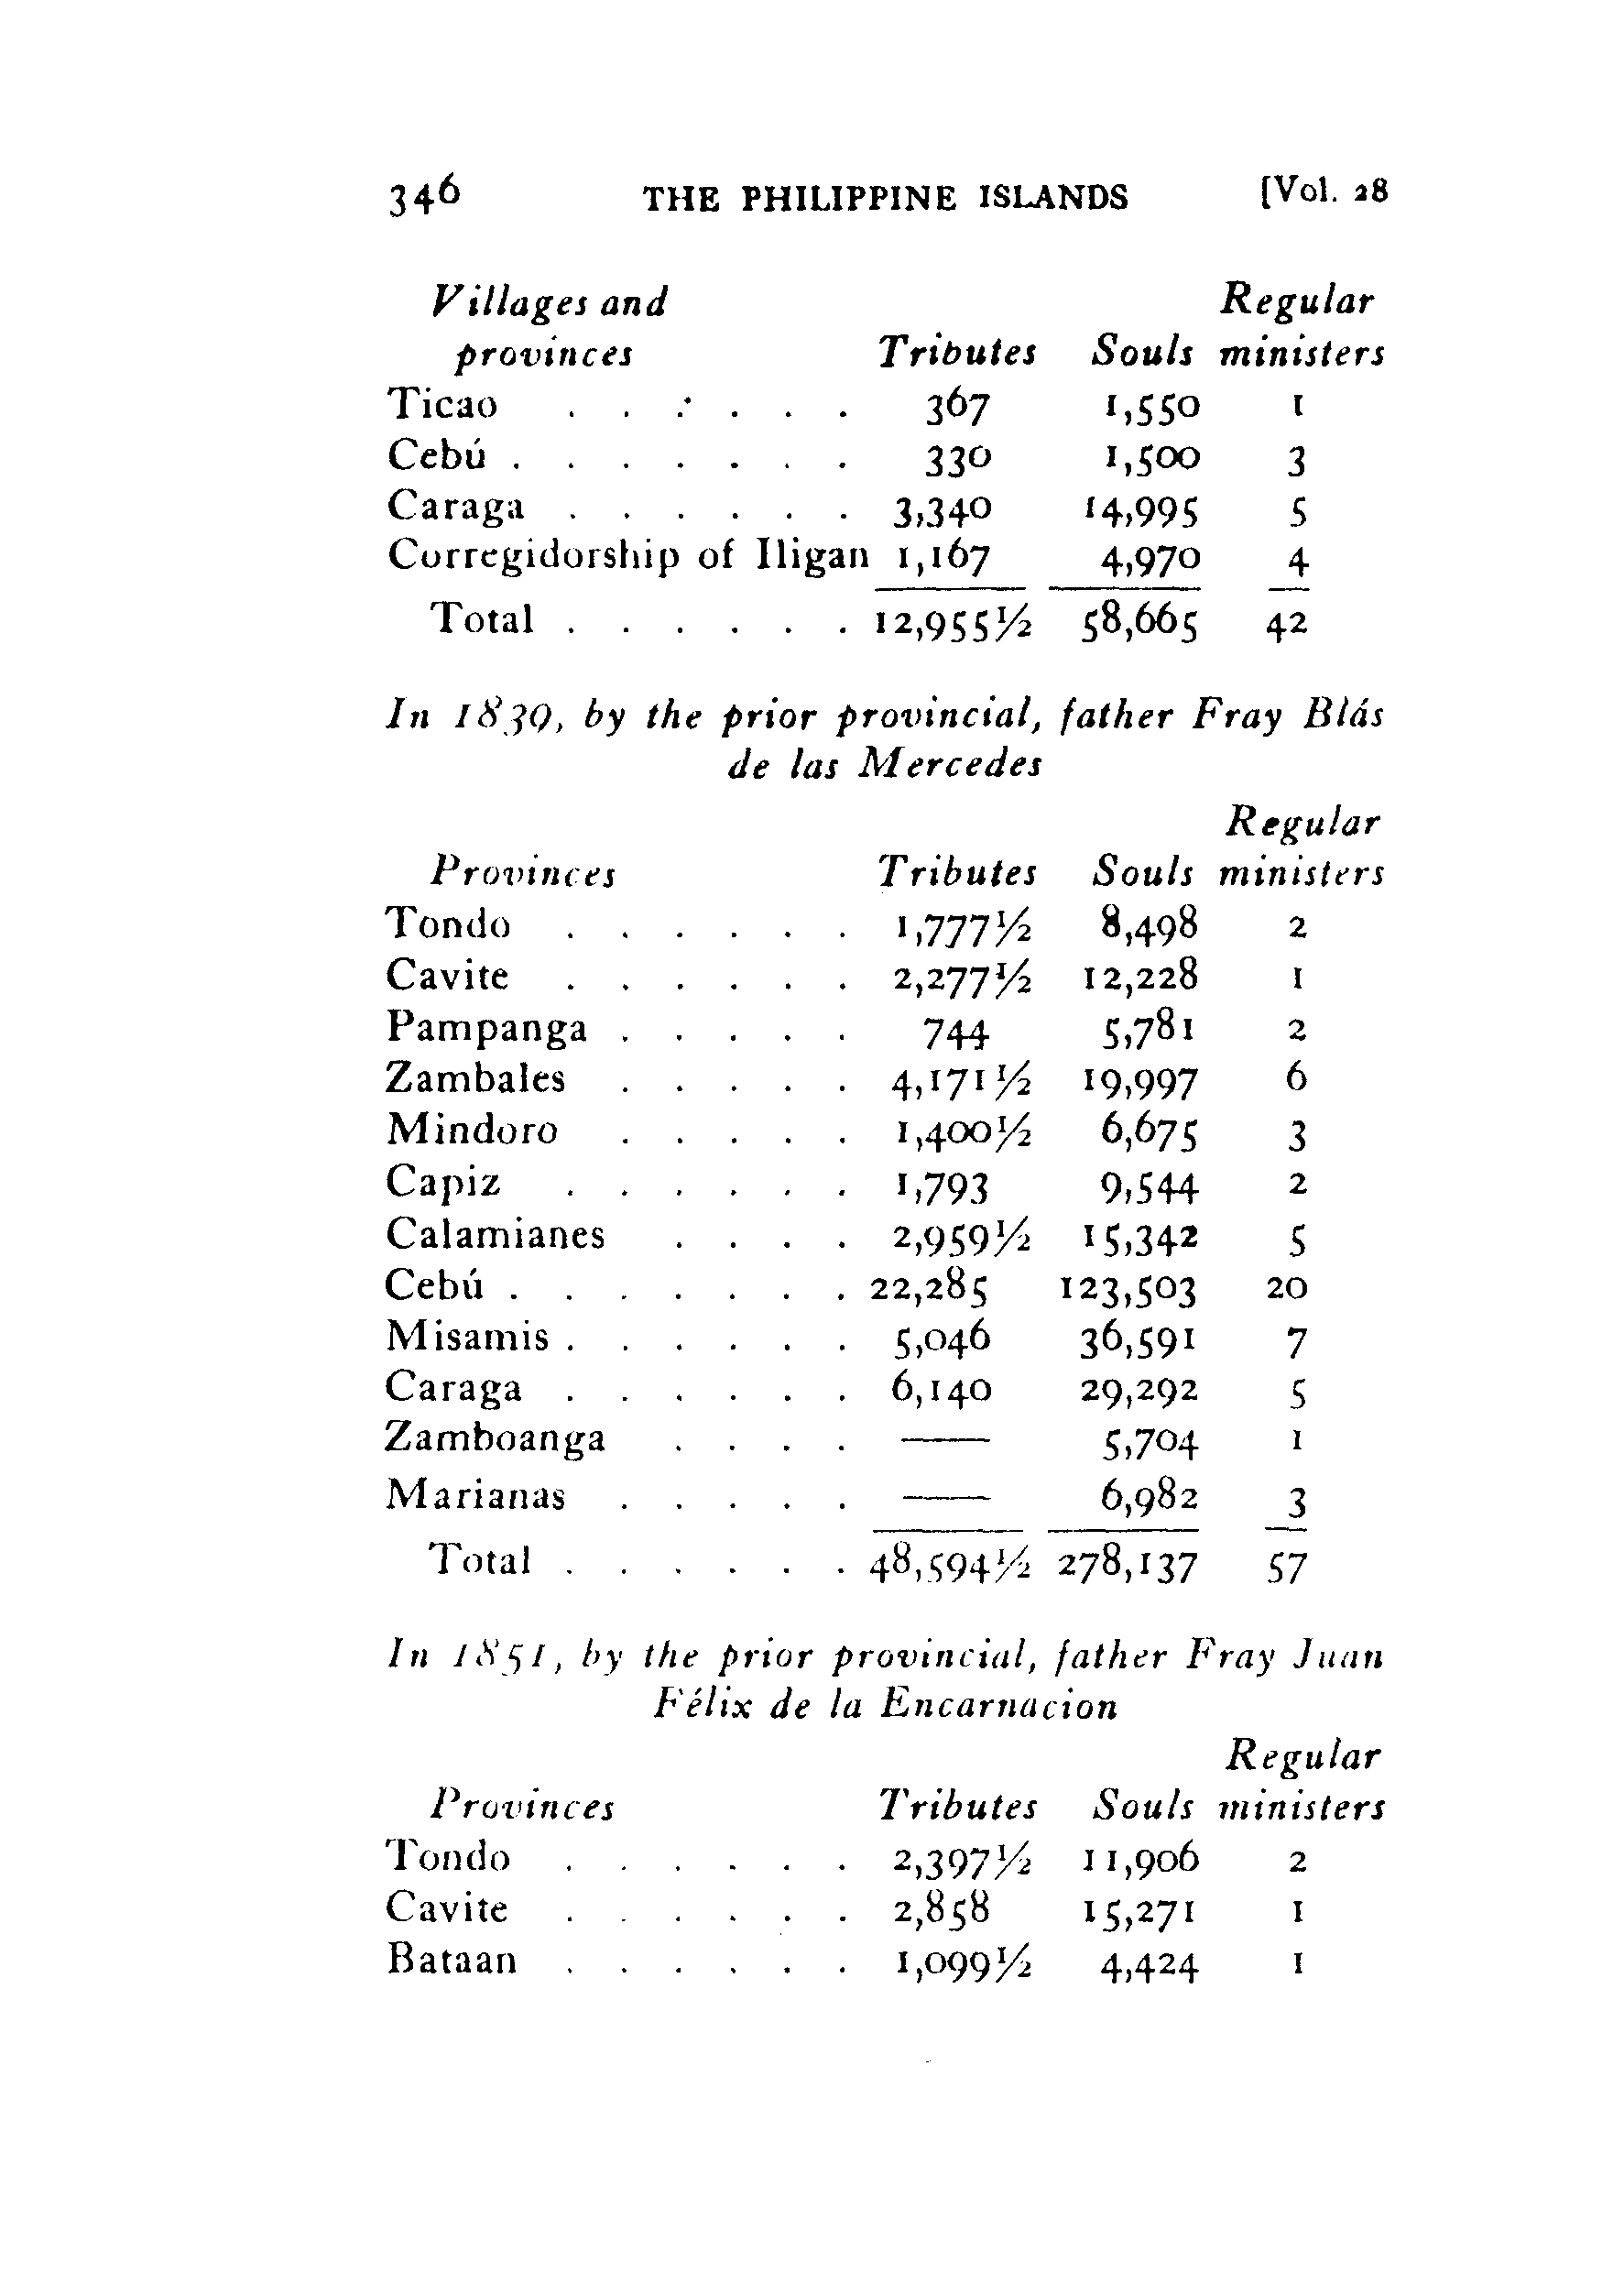 346 THE PHILIPPINE ISLANDS [Vol. 28
Villages and Regular
provinces Tributes Souls ministers
Ticao . . . . . . 367 1,550 1
Cebú . . . . . . . 330 1,500 3
Caraga . . . . . . 3,340 14,995 5
Corregidorship of Iligan 1,167 4,970 4
Total . . . . . . 12,955½ 58,665 42
In 1839, by the prior provincial, father Fray Blás
de las Mercedes
Regular
Provinces Tributes Souls ministers
Tondo . . . . . . 1,777½ 8,498 2
Cavite . . . . . . 2,277½ 12,228 1
Pampanga . . . . . 744 5,781 2
Zambales . . . . . 4,171½ 19,997 6
Mindoro . . . . . 1,400½ 6,675 3
Capiz . . . . . . 1,793 9,544 2
Calamianes . . . . 2,959½ 15,342 5
Cebú . . . . . . . 22,285 123,503 20
Misamis . . . . . . 5,046 36,591 7
Caraga . . . . . . 6,140 29,292 5
Zamboanga . . . . —— 5,704 1
Marianas . . . . . —— 6,982 3
Total . . . . . . 48,594½ 278,137 57
In 1851, by the prior provincial, father Fray Juan
Félix de la Encarnacion
Regular
Provinces Tributes Souls ministers
Tondo . . . . . . 2,397½ 11,906 2
Cavite . . . . . . 2,858 15,271 1
Bataan . . . . . . 1,099½ 4,424 1